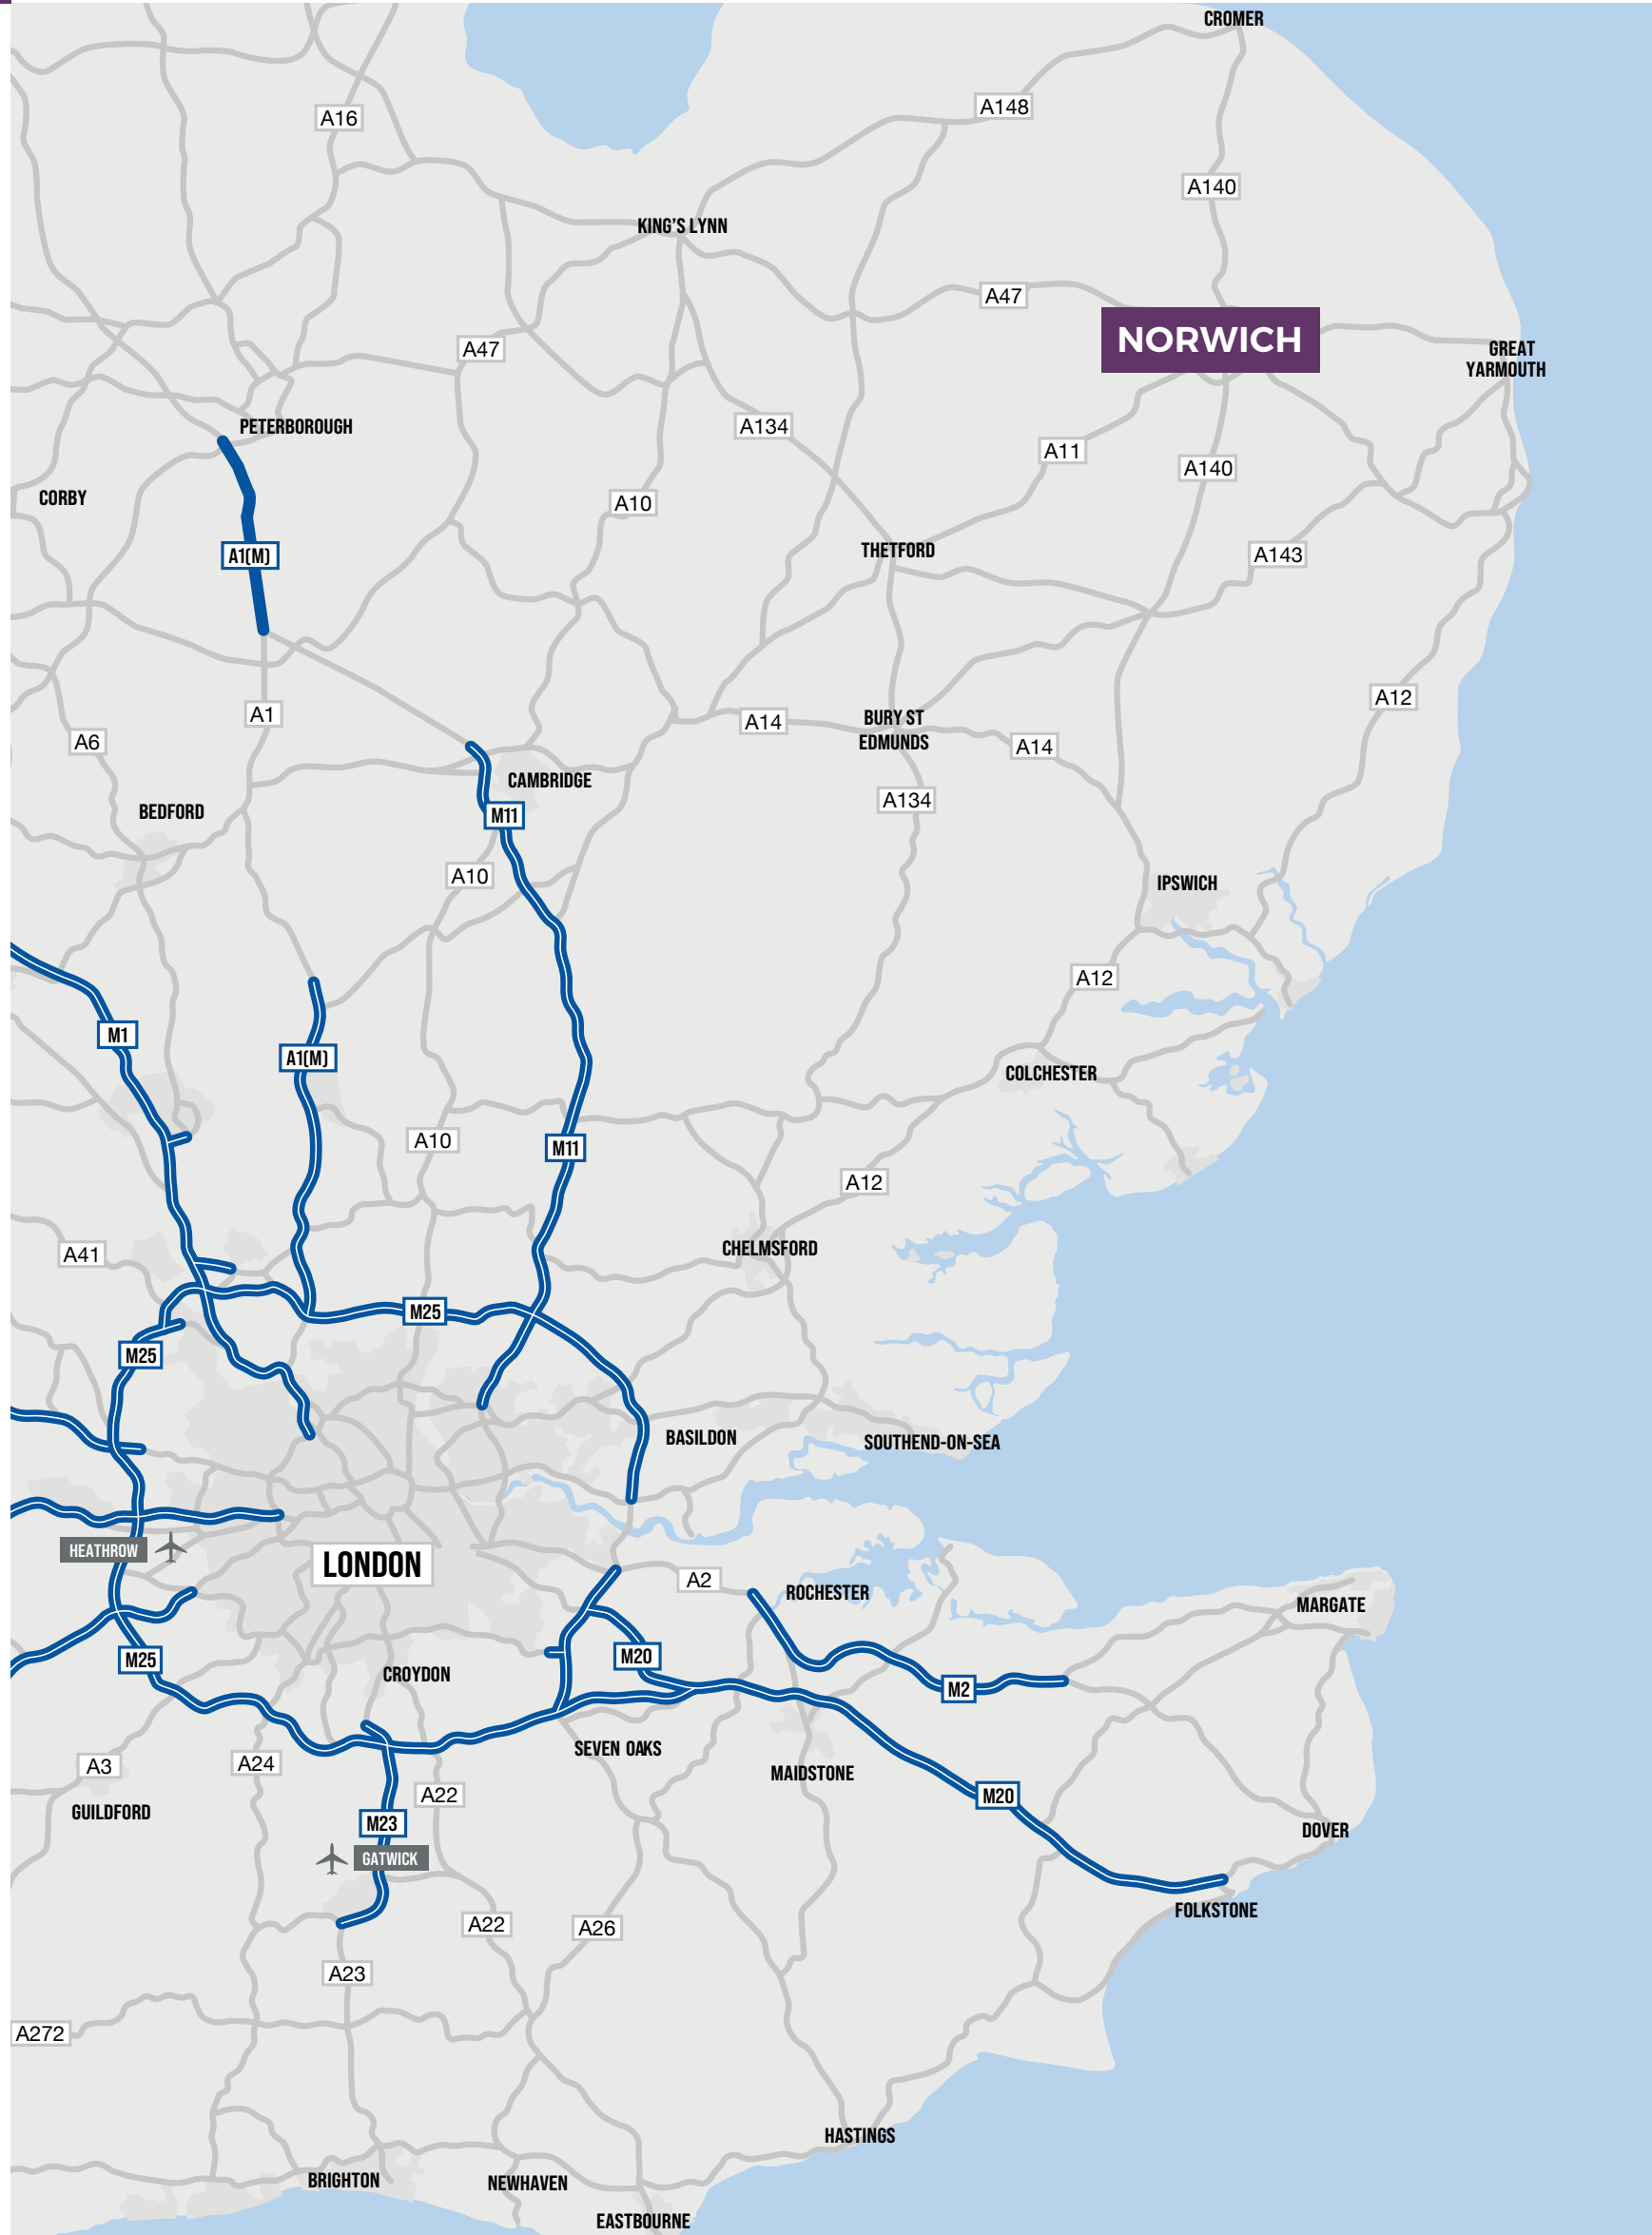 CROMER
A148
A16
A140
KING'S LYNN
A47
NORWICH
A47
GREAT
YARMOUTH
A134
PETERBOROUGH
A11
A140
CORBY
A10
A1(M)
THETFORD
A143
A12
A1
A14
BURY ST
EDMUNDS
A6
A14
CAMBRIDGE
A134
BEDFORD
M11
A10
IPSWICH
A12
M1
A1(M)
COLCHESTER
A10
M11
A12
A41
CHELMSFORD
M25
M25
BASILDON
SOUTHEND-ON-SEA
HEATHROW
LONDON
A2
ROCHESTER
MARGATE
M25
M20
CROYDON
M2
SEVEN OAKS
A3
A24
MAIDSTONE
A22
M20
GUILDFORD
M23
DOVER
GATWICK
FOLKSTONE
A22
A26
A23
A272
HASTINGS
BRIGHTON
NEWHAVEN
EASTBOURNE